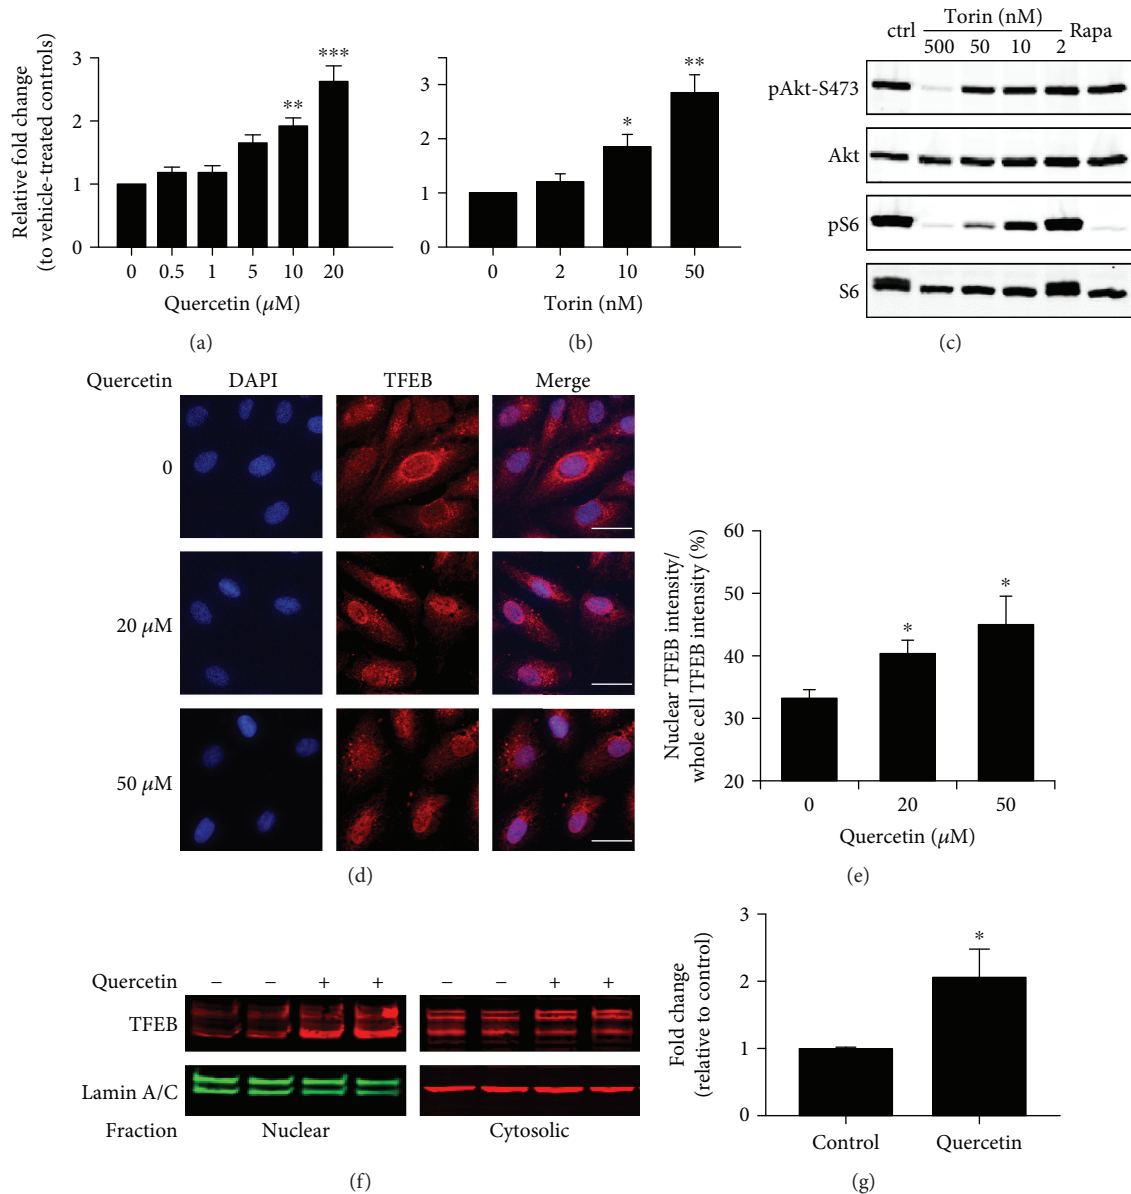 Relative fold change
(to vehicle-treated controls)
3
2
1
0
**
***
0 0.5 1 5 10 20
Quercetin (μM)
(a)
3
2
1
0
*
**
0 2 10 50
Torin (nM)
(b)
ctrl Torin (nM) Rapa
500 50 10 2
pAkt-S473
Akt
pS6
S6
(c)
Quercetin DAPI TFEB Merge
0
20 μM
50 μM
(d)
Nuclear TFEB intensity/
whole cell TFEB intensity (%)
60
50
40
30
20
*
*
0 20 50
Quercetin (μM)
(e)
Quercetin − − + + − − + +
TFEB
Lamin A/C
Fraction Nuclear Cytosolic
(f)
Fold change
(relative to control)
3
2
1
0
*
Control Quercetin
(g)